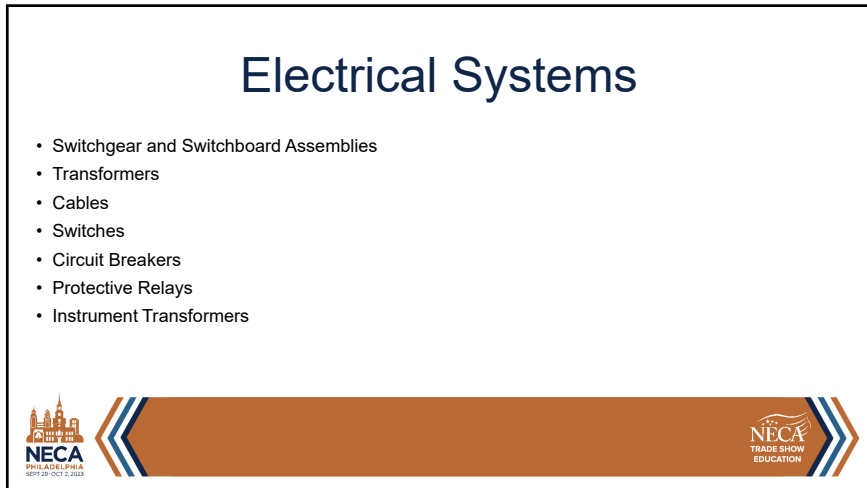 Electrical Systems
• Switchgear and Switchboard Assemblies
• Transformers
• Cables
• Switches
• Circuit Breakers
• Protective Relays
• Instrument Transformers
NECA
PHILADELPHIA
SEPT 29-OCT 2, 2023
NECA
TRADE SHOW
EDUCATION